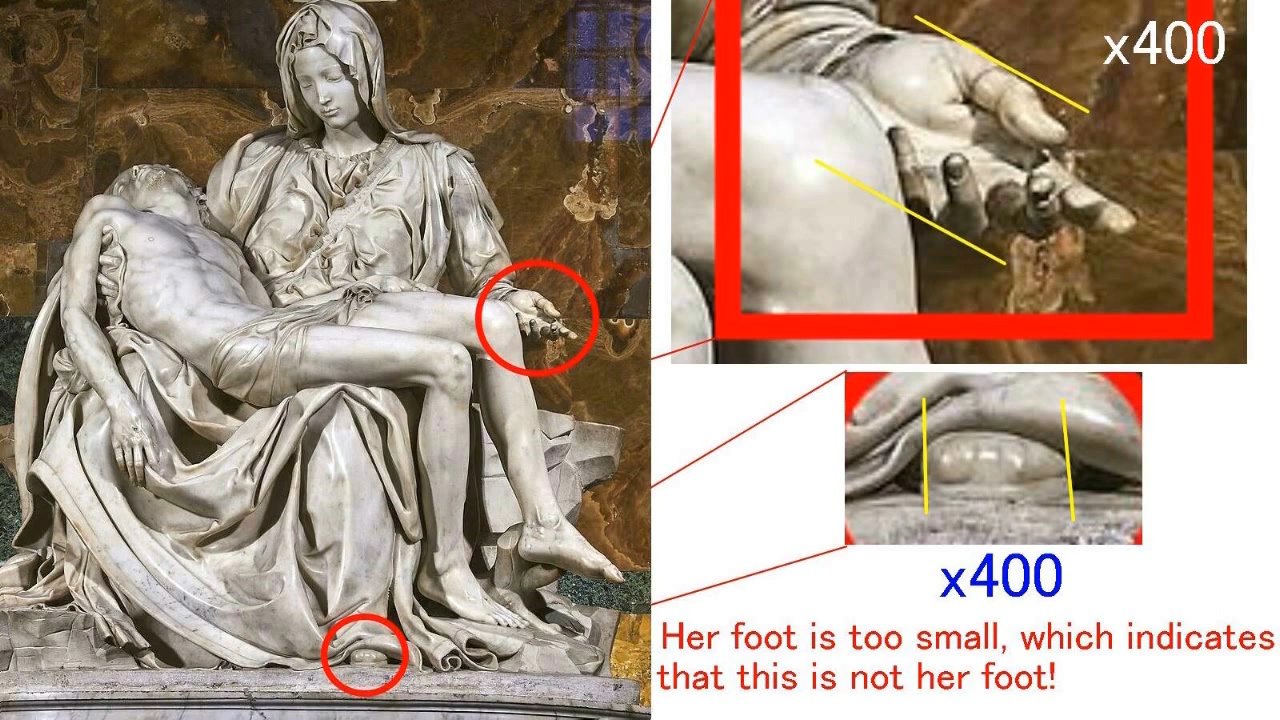 x400
x400
Her foot is too small, which indicates
that this is not her foot!